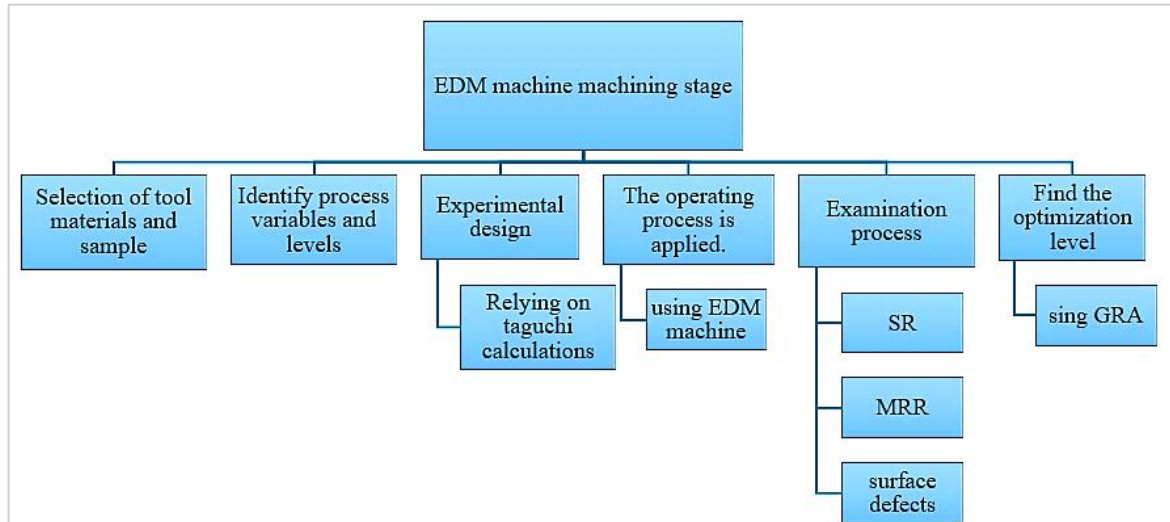 EDM machine machining stage
Selection of tool
materials and
sample
Identify process
variables and
levels
Experimental
design
The operating
process is
applied.
Examination
process
Find the
optimization
level
Relying on
taguchi
calculations
using EDM
machine
SR
MRR
surface
defects
sing GRA